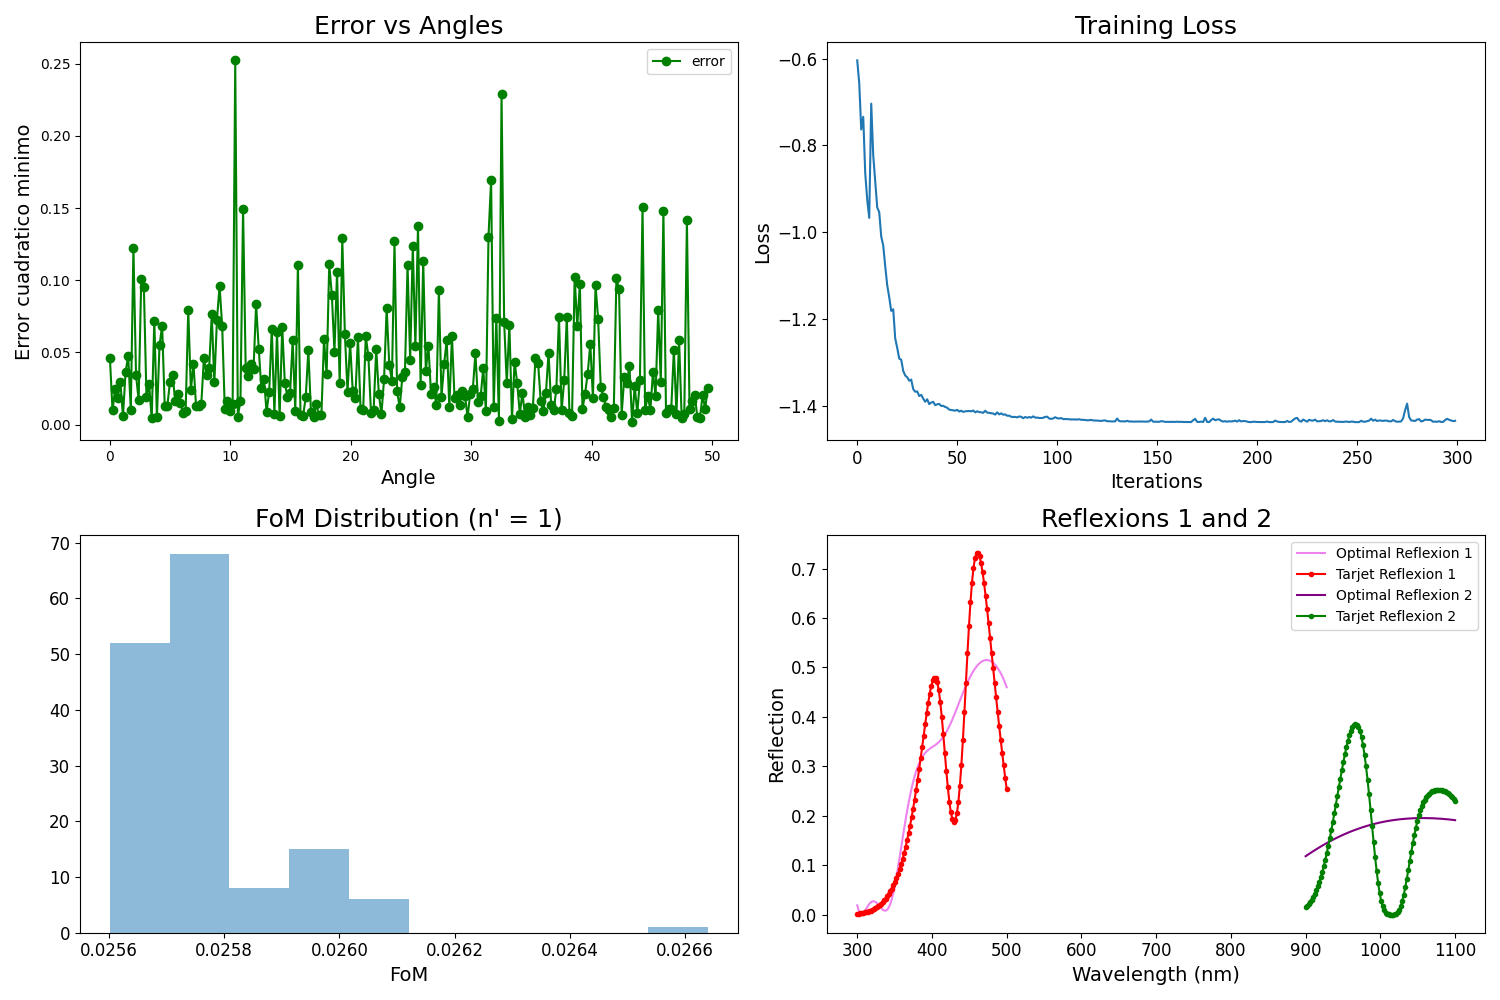 Error vs Angles
Error cuadratico minimo
0.25
0.20
0.15
0.10
0.05
0.00
error
0 10 20 30 40 50
Angle
Training Loss
Loss
−0.6
−0.8
−1.0
−1.2
−1.4
0 50 100 150 200 250 300
Iterations
FoM Distribution (n' = 1)
70
60
50
40
30
20
10
0
0.0256 0.0258 0.0260 0.0262 0.0264 0.0266
FoM
Reflexions 1 and 2
Reflection
0.7
0.6
0.5
0.4
0.3
0.2
0.1
0.0
Optimal Reflexion 1
Tarjet Reflexion 1
Optimal Reflexion 2
Tarjet Reflexion 2
300 400 500 600 700 800 900 1000 1100
Wavelength (nm)